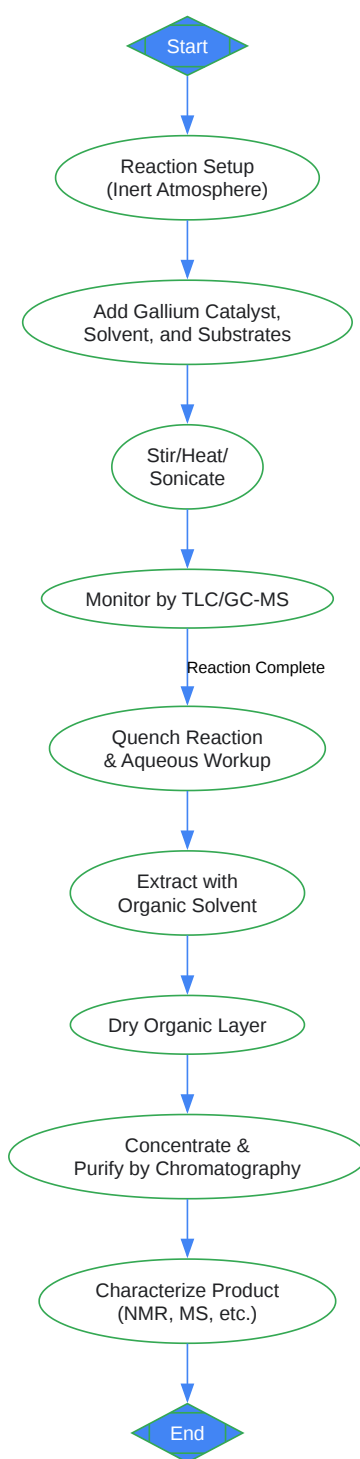 Start
Reaction Setup
(Inert Atmosphere)
Add Gallium Catalyst,
Solvent, and Substrates
Stir/Heat/
Sonicate
Monitor by TLC/GC-MS
Reaction Complete
Quench Reaction
& Aqueous Workup
Extract with
Organic Solvent
Dry Organic Layer
Concentrate &
Purify by Chromatography
Characterize Product
(NMR, MS, etc.)
End